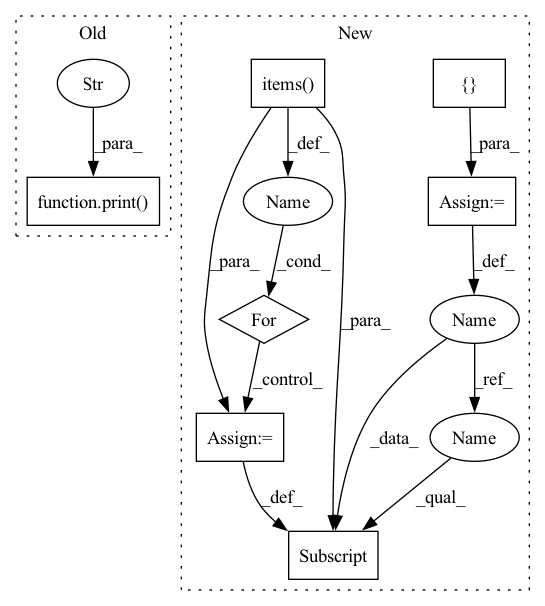 Old
New
Str
items()
{}
_para_
_def_
_para_
function.print()
Name
Assign:=
_para_
_cond_
_def_
For
_para_
Name
_control_
_data_
_ref_
Assign:=
Name
_def_
_qual_
Subscript